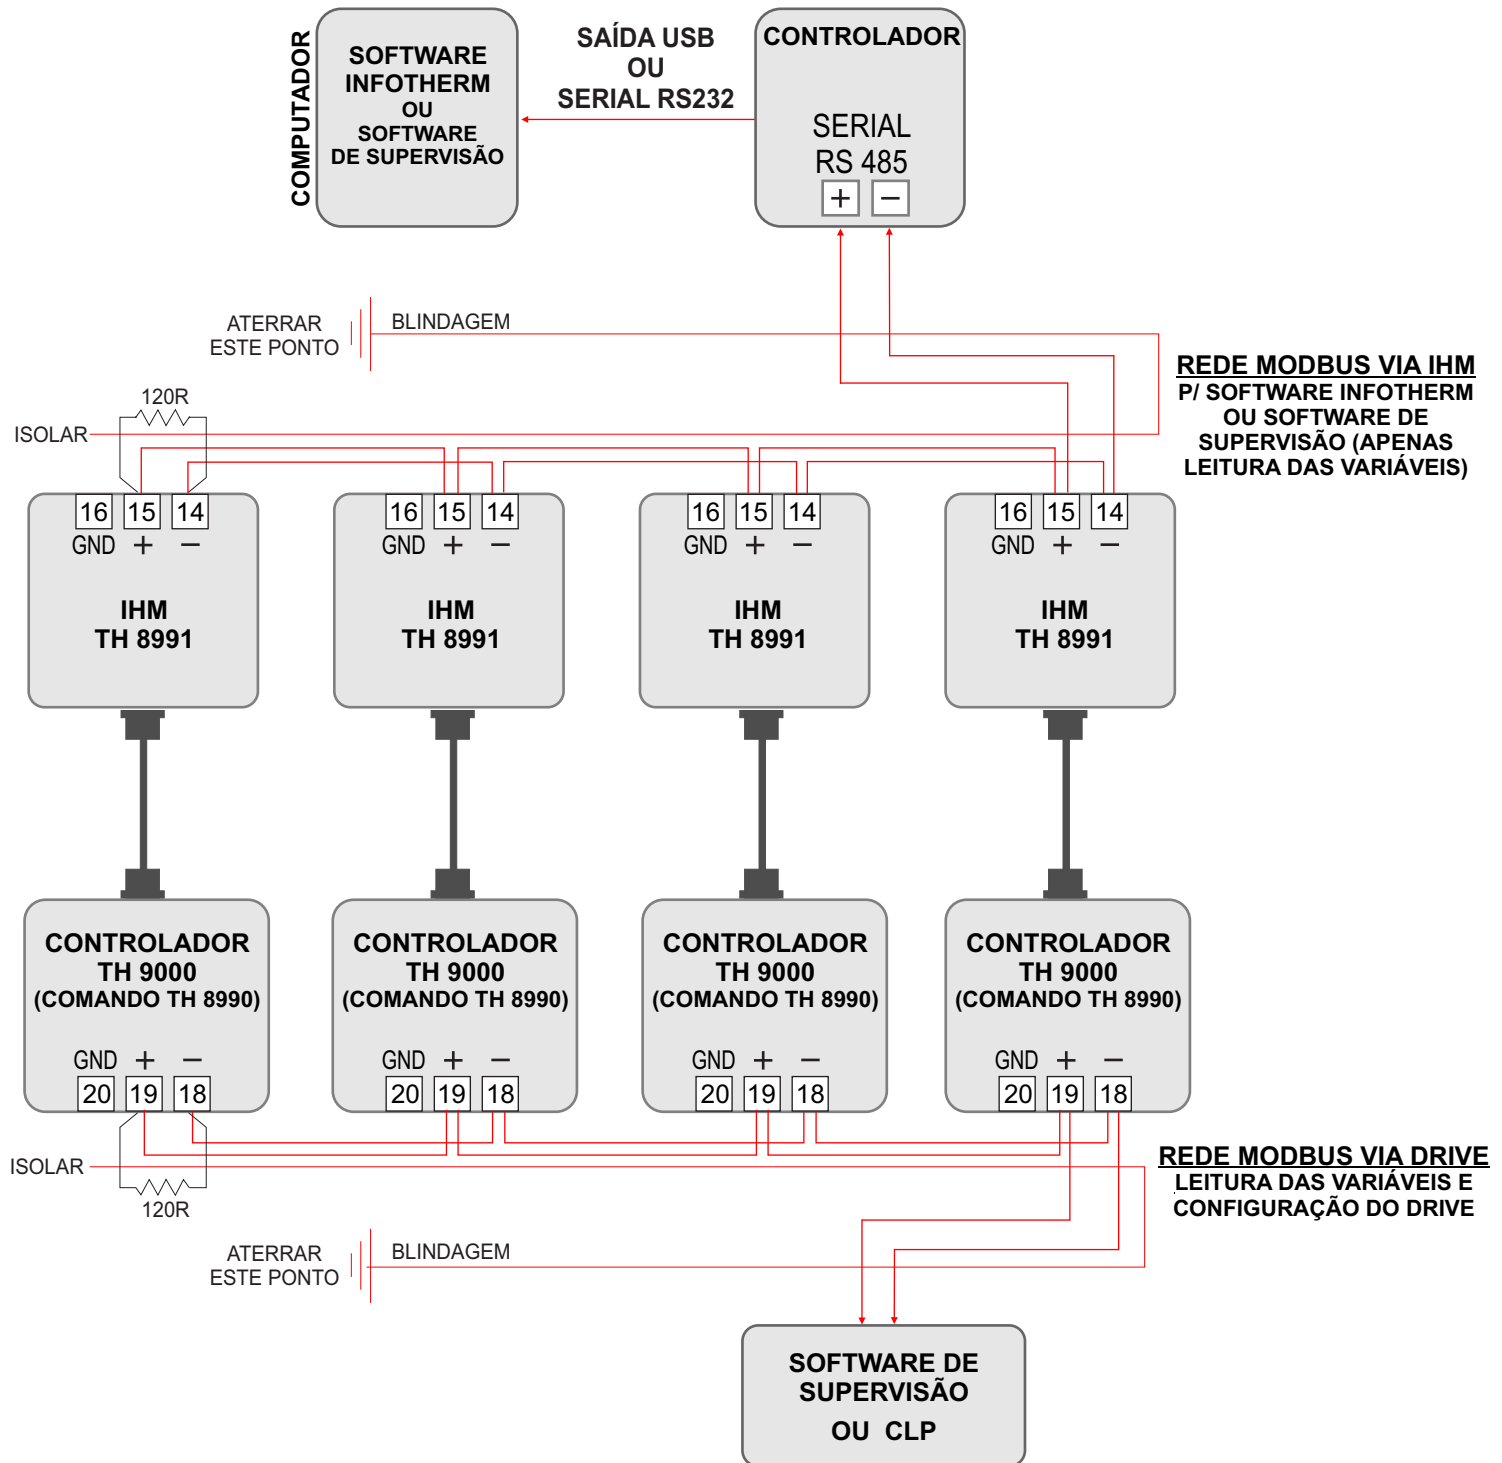 COMPUTADOR
SOFTWARE
INFOTHERM
OU
SOFTWARE
DE SUPERVISÃO
SAÍDA USB
OU
SERIAL RS232
CONTROLADOR
SERIAL
RS 485
+ −
ATERRAR
ESTE PONTO
BLINDAGEM
REDE MODBUS VIA IHM
P/ SOFTWARE INFOTHERM
OU SOFTWARE DE
SUPERVISÃO (APENAS
LEITURA DAS VARIÁVEIS)
120R
ISOLAR
16 15 14
GND + −
IHM
TH 8991
16 15 14
GND + −
IHM
TH 8991
16 15 14
GND + −
IHM
TH 8991
16 15 14
GND + −
IHM
TH 8991
CONTROLADOR
TH 9000
(COMANDO TH 8990)
GND + −
20 19 18
CONTROLADOR
TH 9000
(COMANDO TH 8990)
GND + −
20 19 18
CONTROLADOR
TH 9000
(COMANDO TH 8990)
GND + −
20 19 18
CONTROLADOR
TH 9000
(COMANDO TH 8990)
GND + −
20 19 18
ISOLAR
120R
REDE MODBUS VIA DRIVE
LEITURA DAS VARIÁVEIS E
CONFIGURAÇÃO DO DRIVE
ATERRAR
ESTE PONTO
BLINDAGEM
SOFTWARE DE
SUPERVISÃO
OU CLP